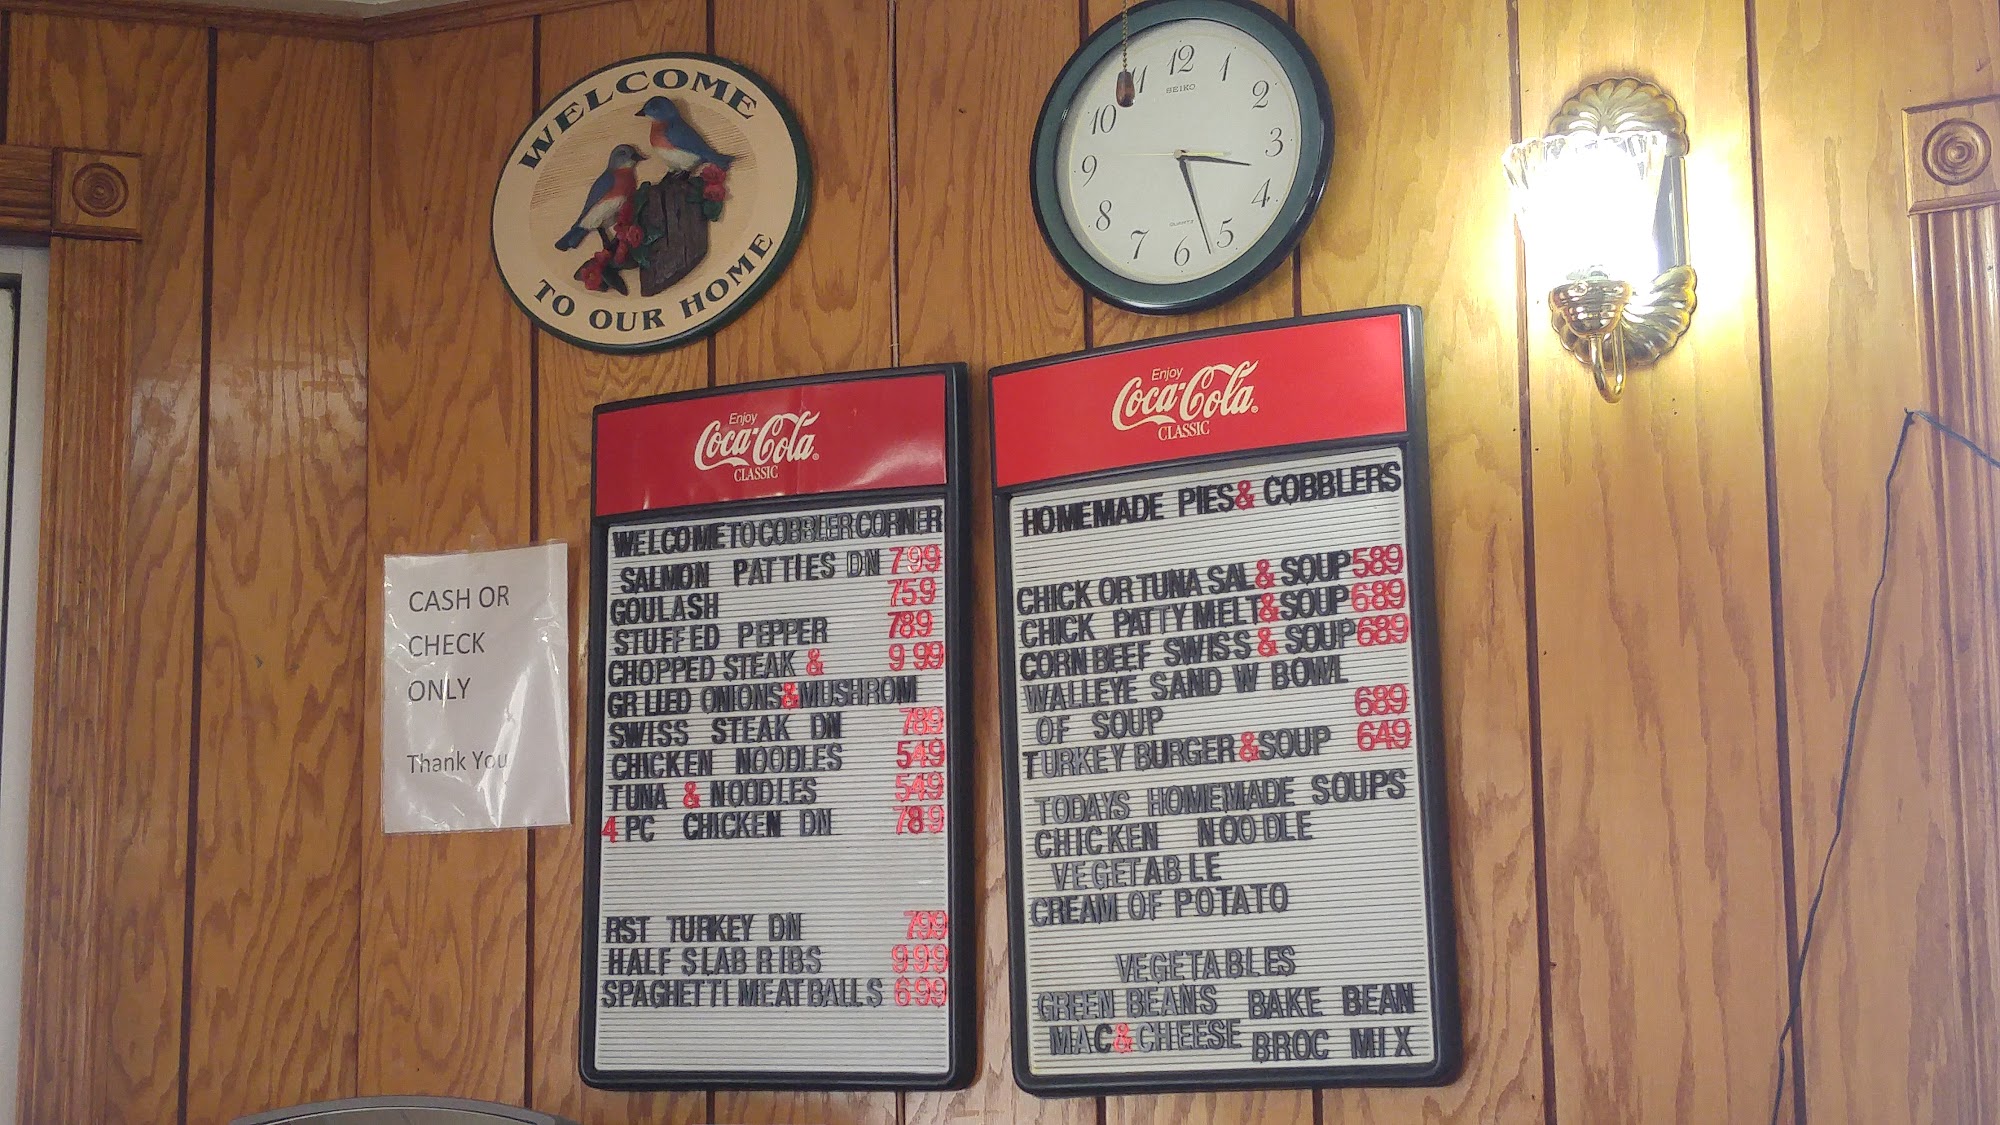 WELCOME
TO OUR HOME
12
1
2
3
4
5
6
7
8
9
10
11
SEIKO
QUARTZ
CASH OR
CHECK
ONLY
Thank You
Enjoy
Coca-Cola®
CLASSIC
WELCOME TO COBBLER CORNER
SALMON PATTIES DN 799
GOULASH 759
STUFFED PEPPER 789
CHOPPED STEAK & 999
GR LLED ONIONS & MUSHROM
SWISS STEAK DN 789
CHICKEN NOODLES 549
TUNA & NOODLES 549
4 PC CHICKEN DN 789
RST TURKEY DN 799
HALF SLAB RIBS 999
SPAGHETTI MEATBALLS 699
Enjoy
Coca-Cola®
CLASSIC
HOMEMADE PIES & COBBLERS
CHICK OR TUNA SAL & SOUP 589
CHICK PATTY MELT & SOUP 689
CORN BEEF SWISS & SOUP 689
WALLEYE SAND W BOWL
OF SOUP 689
TURKEY BURGER & SOUP 649
TODAYS HOMEMADE SOUPS
CHICKEN NOODLE
VEGETABLE
CREAM OF POTATO
VEGETABLES
GREEN BEANS BAKE BEAN
MAC & CHEESE BROC MIX